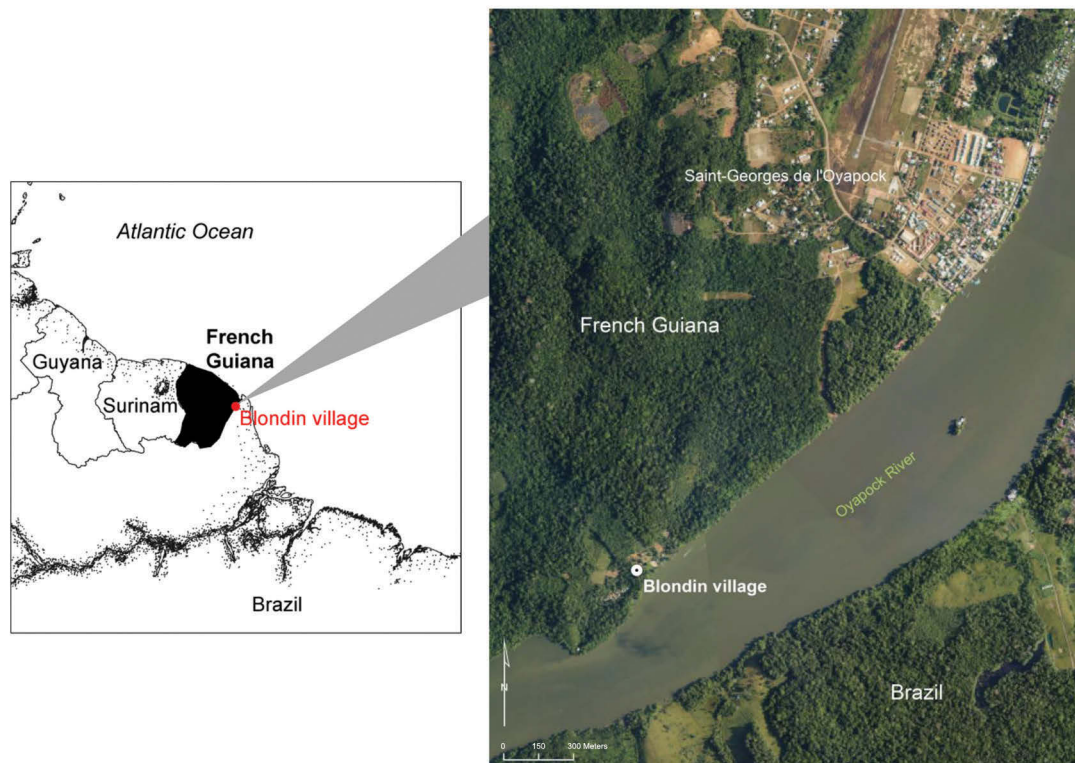 Atlantic Ocean
French
Guiana
Guyana
Surinam
Blondin village
Brazil
Saint-Georges de l'Oyapock
French Guiana
Oyapock River
Blondin village
Brazil
N
0 150 300 Meters